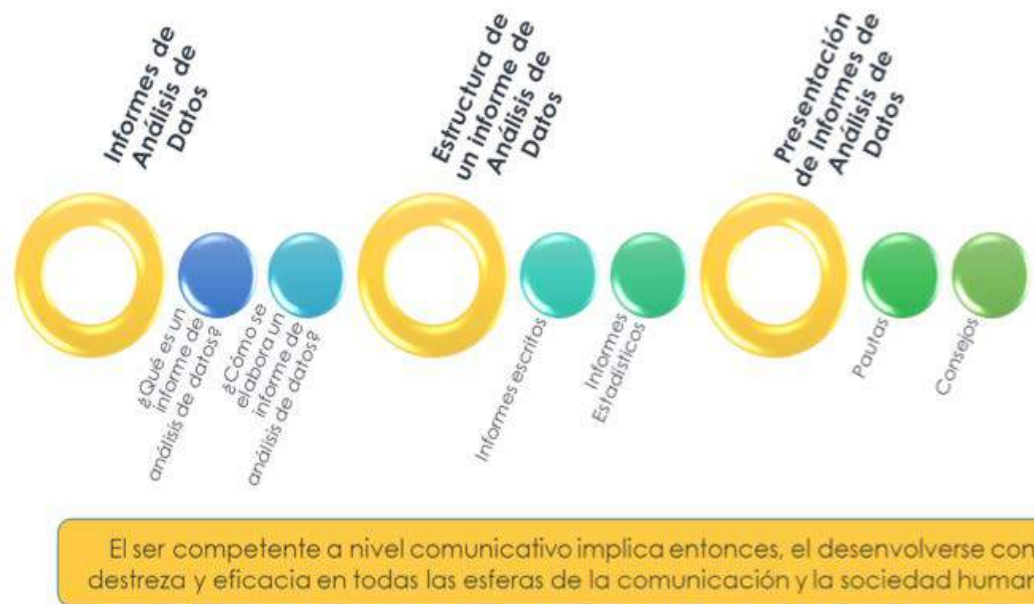 Informes de
Análisis de
Datos
¿Qué es un
informe de
análisis de datos?
¿Cómo se
elabora un
informe de
análisis de datos?
Estructura de
un informe de
Análisis de
Datos
Informes escritos
Informes
Estadísticos
Presentación
de Informes de
Análisis de
Datos
Pautas
Consejos
El ser competente a nivel comunicativo implica entonces, el desenvolverse con
destreza y eficacia en todas las esferas de la comunicación y la sociedad human